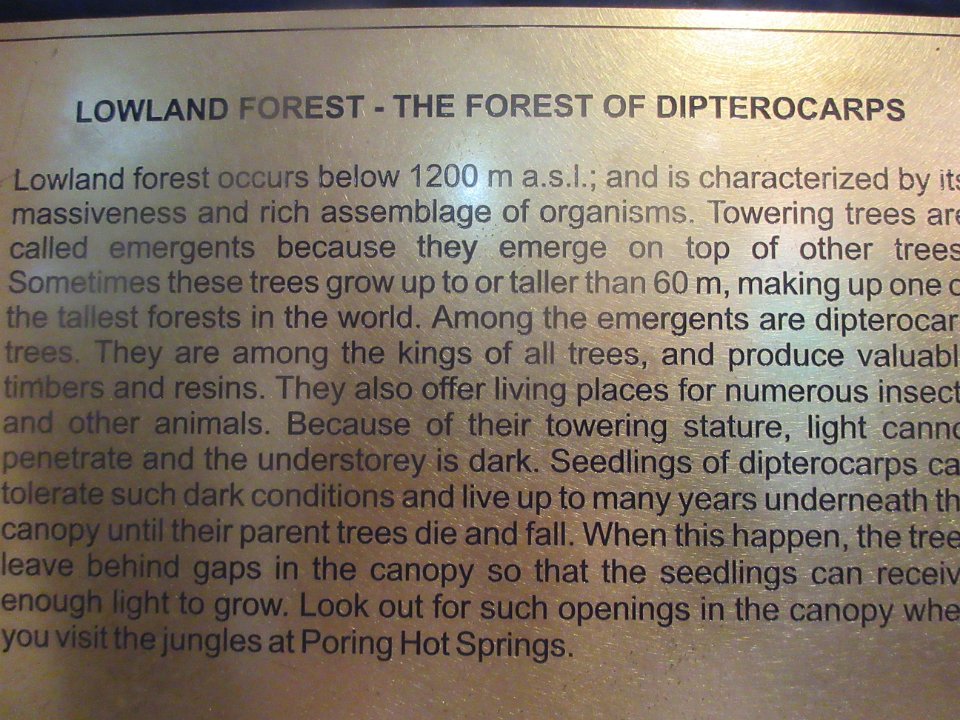 LOWLAND FOREST - THE FOREST OF DIPTEROCARPS
Lowland forest occurs below 1200 m a.s.l.; and is characterized by its
massiveness and rich assemblage of organisms. Towering trees are
called emergents because they emerge on top of other trees
Sometimes these trees grow up to or taller than 60 m, making up one o
the tallest forests in the world. Among the emergents are dipterocar
trees. They are among the kings of all trees, and produce valuabl
timbers and resins. They also offer living places for numerous insect
and other animals. Because of their towering stature, light canno
penetrate and the understorey is dark. Seedlings of dipterocarps ca
tolerate such dark conditions and live up to many years underneath th
canopy until their parent trees die and fall. When this happen, the tree
leave behind gaps in the canopy so that the seedlings can receiv
enough light to grow. Look out for such openings in the canopy whe
you visit the jungles at Poring Hot Springs.